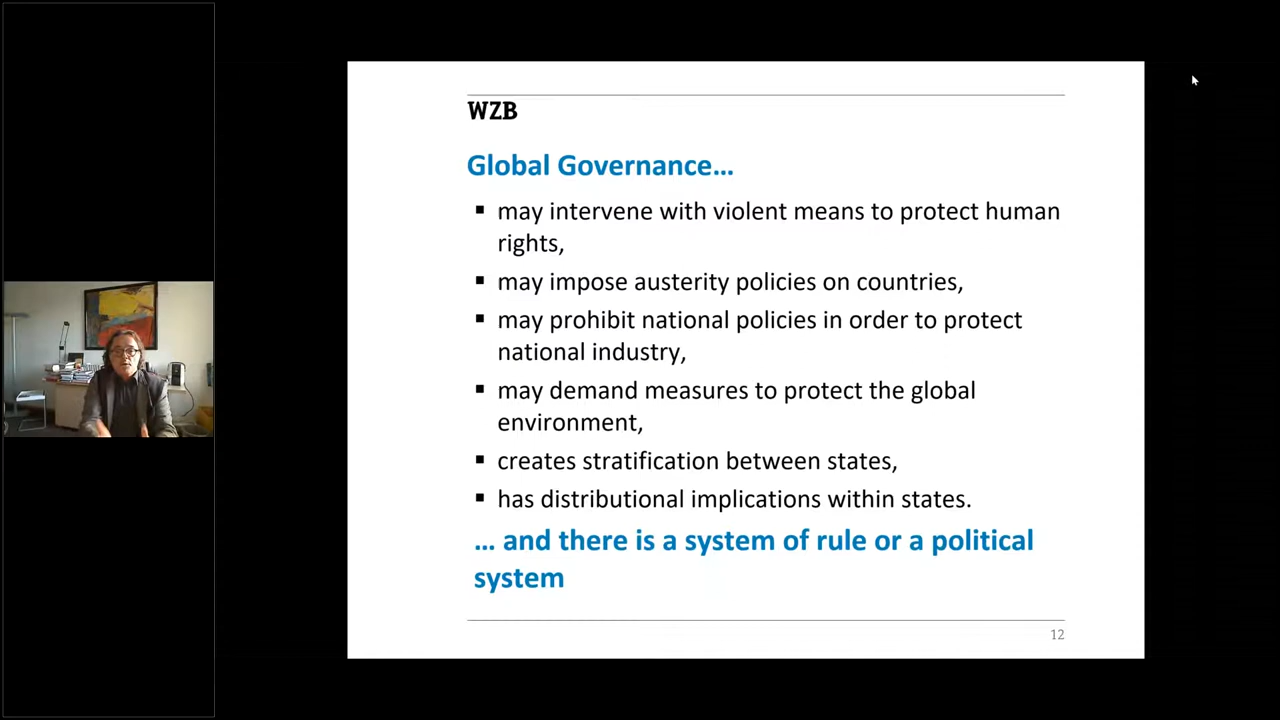 WZB
Global Governance…
▪ may intervene with violent means to protect human
rights,
▪ may impose austerity policies on countries,
▪ may prohibit national policies in order to protect
national industry,
▪ may demand measures to protect the global
environment,
▪ creates stratification between states,
▪ has distributional implications within states.
… and there is a system of rule or a political
system
12